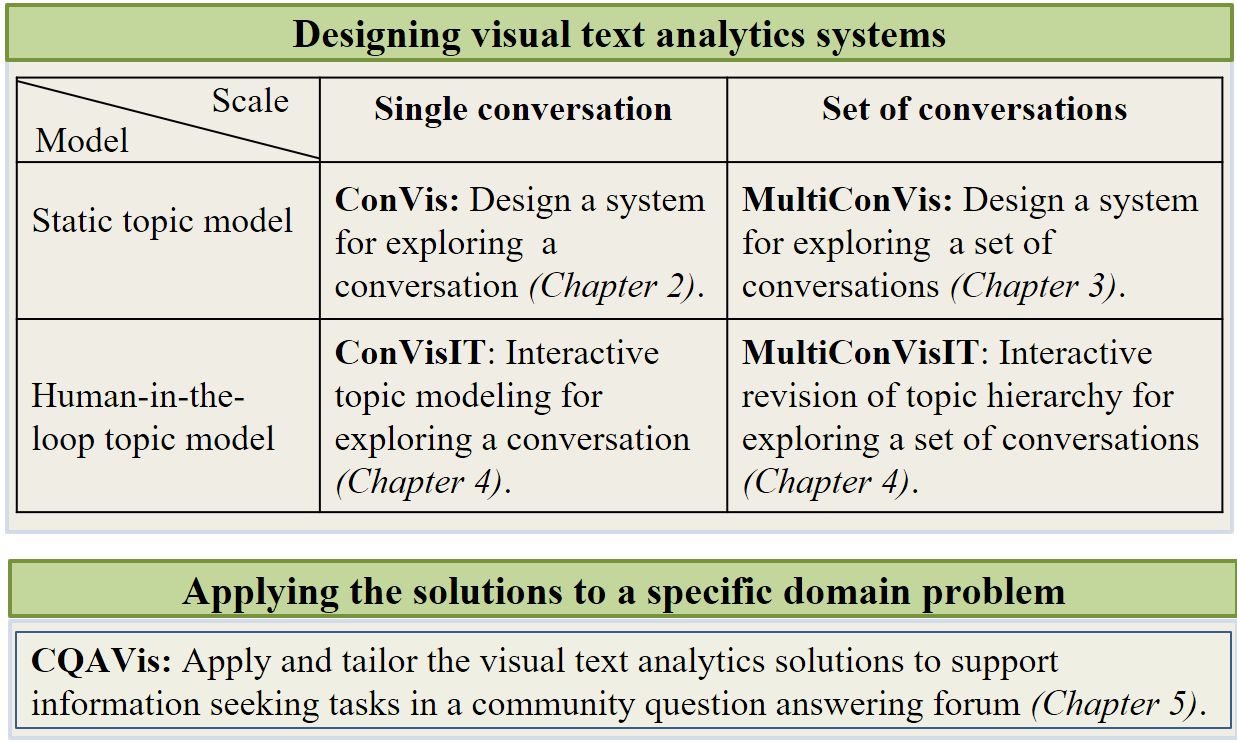 Designing visual text analytics systems
Scale
Model
Single conversation
Set of conversations
Static topic model
ConVis: Design a system
for exploring a
conversation (Chapter 2).
MultiConVis: Design a system
for exploring a set of
conversations (Chapter 3).
Human-in-the-
loop topic model
ConVisIT: Interactive
topic modeling for
exploring a conversation
(Chapter 4).
MultiConVisIT: Interactive
revision of topic hierarchy for
exploring a set of conversations
(Chapter 4).
Applying the solutions to a specific domain problem
CQAVis: Apply and tailor the visual text analytics solutions to support
information seeking tasks in a community question answering forum (Chapter 5).